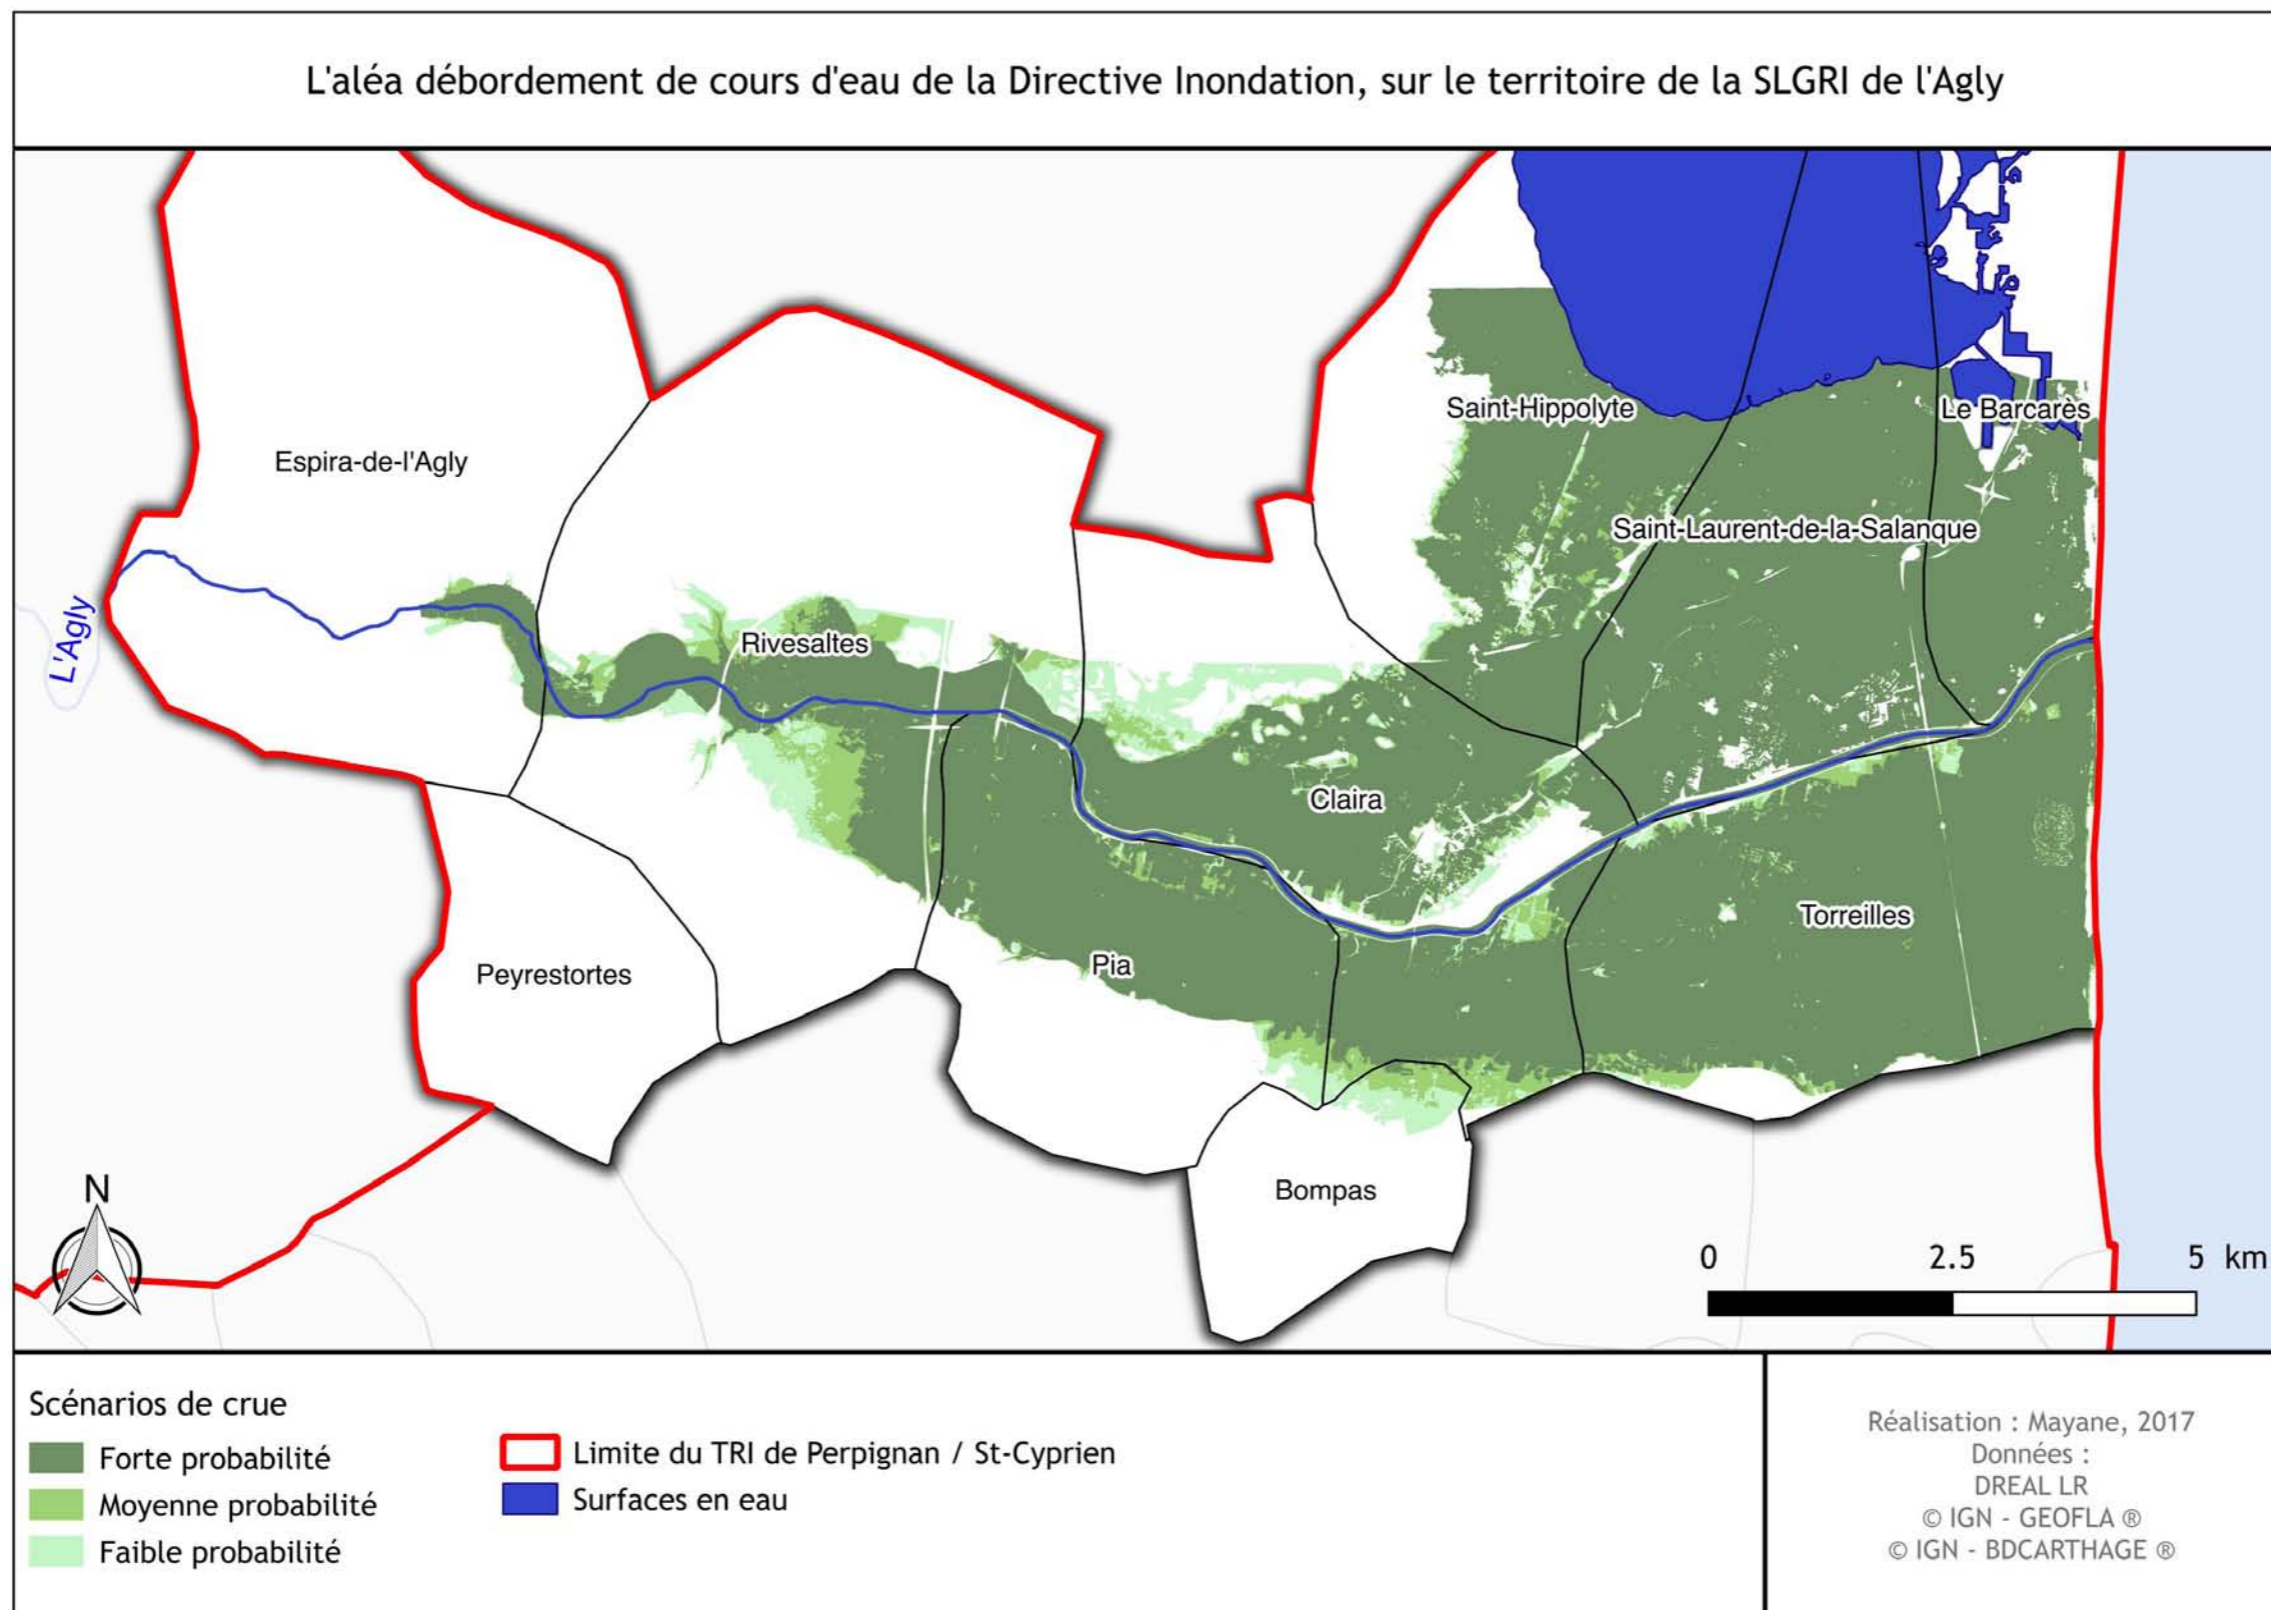 L'aléa débordement de cours d'eau de la Directive Inondation, sur le territoire de la SLGRI de l'Agly
Saint-Hippolyte
Le Barcarès
Espira-de-l'Agly
Saint-Laurent-de-la-Salanque
L'Agly
Rivesaltes
Claira
Torreilles
Pia
Peyrestortes
Bompas
N
0 2.5 5 km
Scénarios de crue
Forte probabilité
Moyenne probabilité
Faible probabilité
Limite du TRI de Perpignan / St-Cyprien
Surfaces en eau
Réalisation : Mayane, 2017
Données :
DREAL LR
© IGN - GEOFLA ®
© IGN - BDCARTHAGE ®